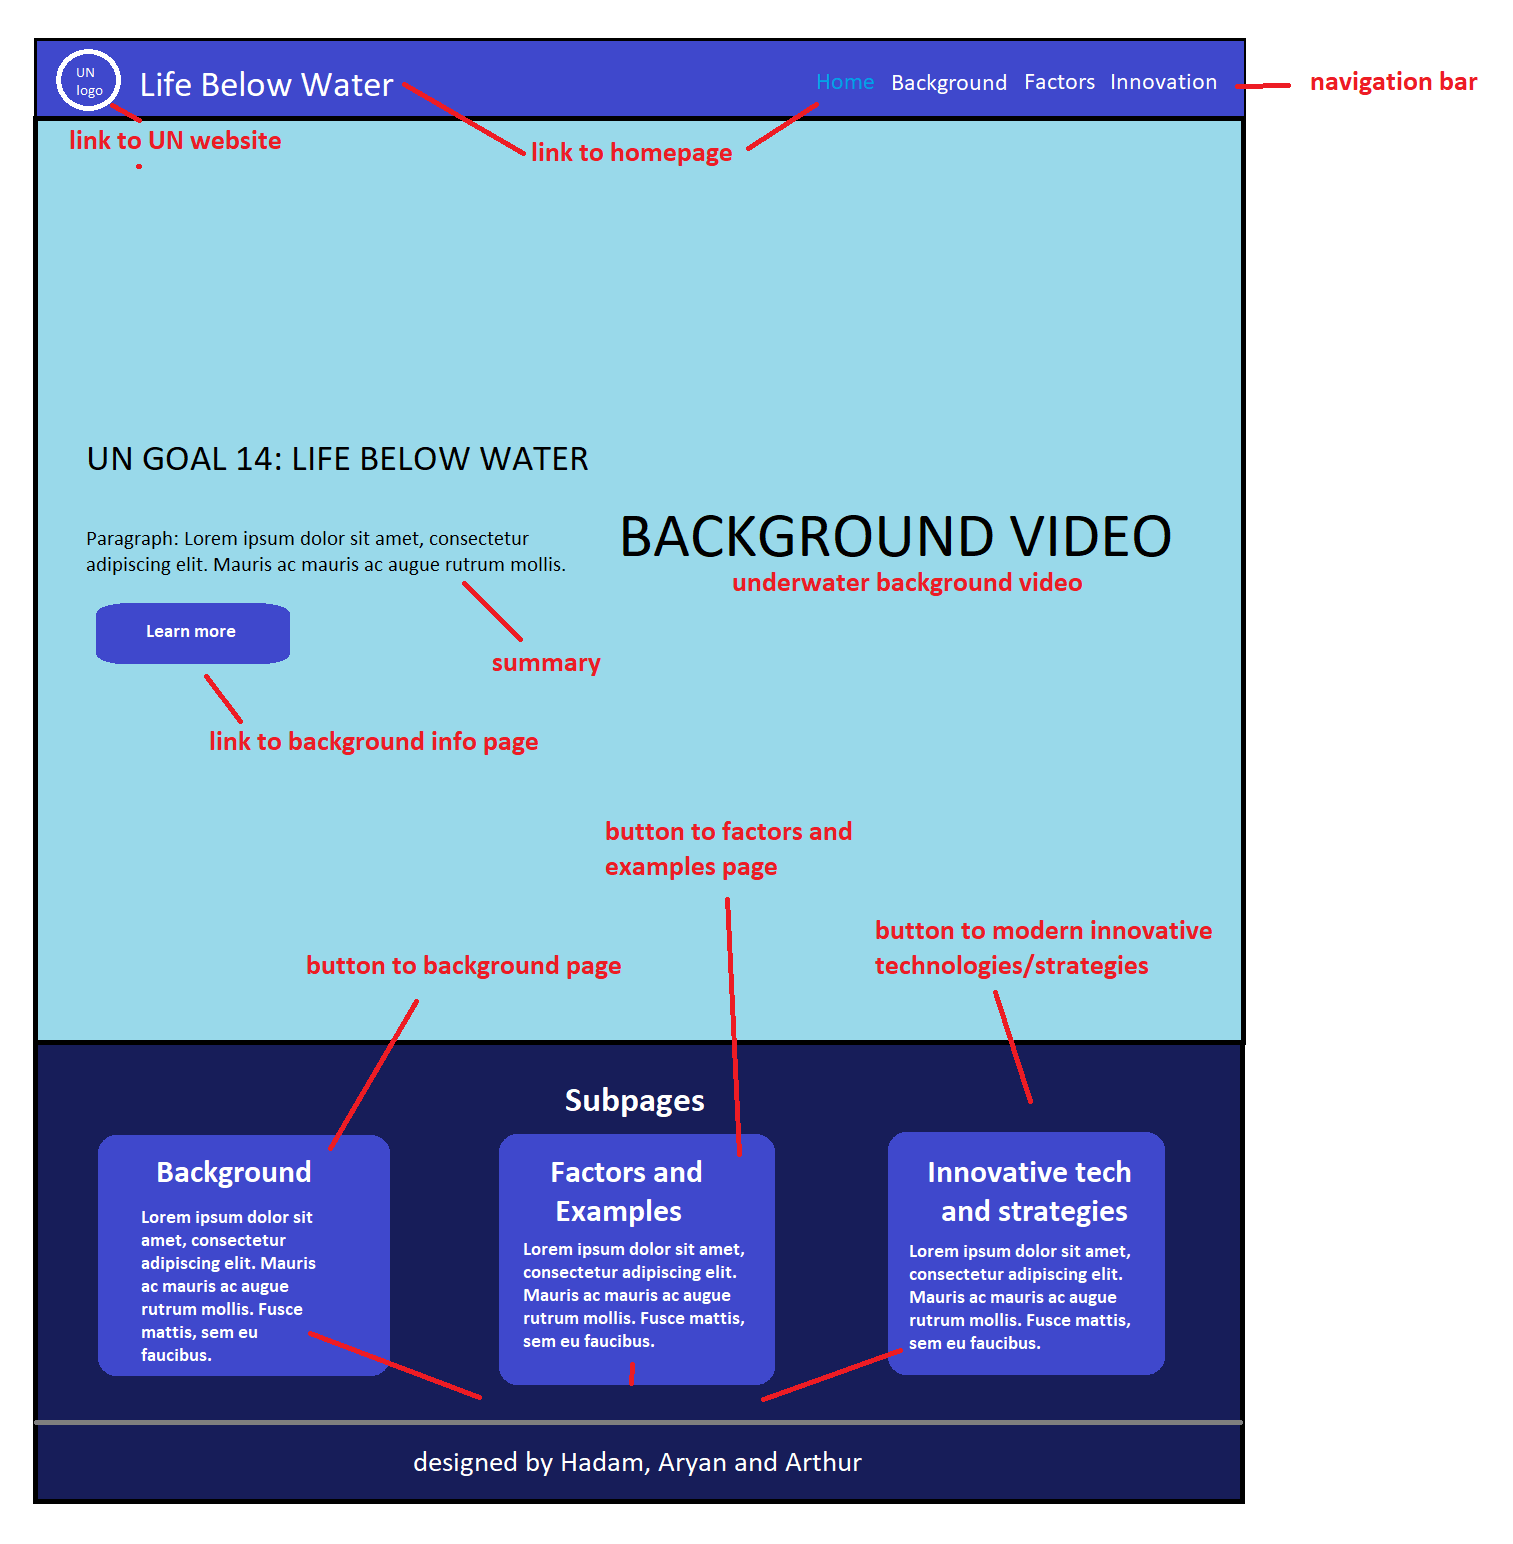 UN
logo
Life Below Water
Home Background Factors Innovation
navigation bar
link to UN website
link to homepage
UN GOAL 14: LIFE BELOW WATER
Paragraph: Lorem ipsum dolor sit amet, consectetur
adipiscing elit. Mauris ac mauris ac augue rutrum mollis.
BACKGROUND VIDEO
underwater background video
Learn more
summary
link to background info page
button to factors and
examples page
button to modern innovative
technologies/strategies
button to background page
Subpages
Background
Lorem ipsum dolor sit
amet, consectetur
adipiscing elit. Mauris
ac mauris ac augue
rutrum mollis. Fusce
mattis, sem eu
faucibus.
Factors and
Examples
Lorem ipsum dolor sit amet,
consectetur adipiscing elit.
Mauris ac mauris ac augue
rutrum mollis. Fusce mattis,
sem eu faucibus.
Innovative tech
and strategies
Lorem ipsum dolor sit amet,
consectetur adipiscing elit.
Mauris ac mauris ac augue
rutrum mollis. Fusce mattis,
sem eu faucibus.
designed by Hadam, Aryan and Arthur